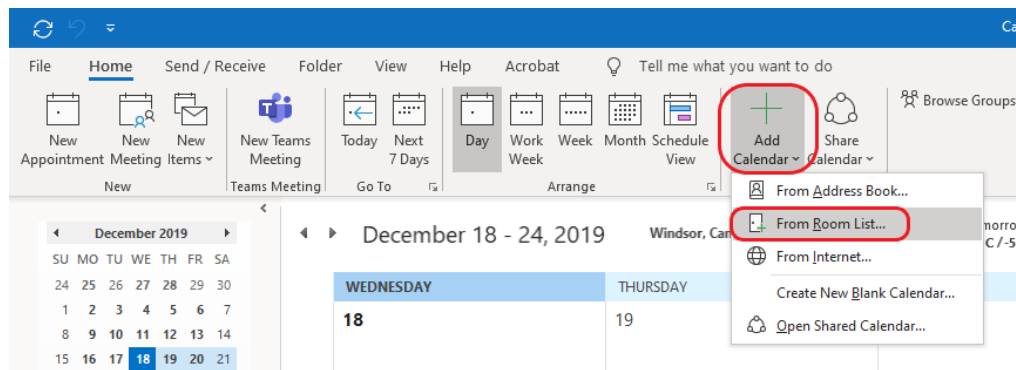 Ca
File Home Send / Receive Folder View Help Acrobat Tell me what you want to do
New Appointment
New Meeting
New Items
New Teams Meeting
Today
Next 7 Days
Day
Work Week
Week
Month
Schedule View
Add Calendar
Share Calendar
Browse Groups
New
Teams Meeting
Go To
Arrange
From Address Book...
From Room List...
From Internet...
Create New Blank Calendar...
Open Shared Calendar...
December 2019
SU MO TU WE TH FR SA
24 25 26 27 28 29 30
1 2 3 4 5 6 7
8 9 10 11 12 13 14
15 16 17 18 19 20 21
December 18 - 24, 2019
Windsor, Can
morro
C / -5
WEDNESDAY THURSDAY
18 19